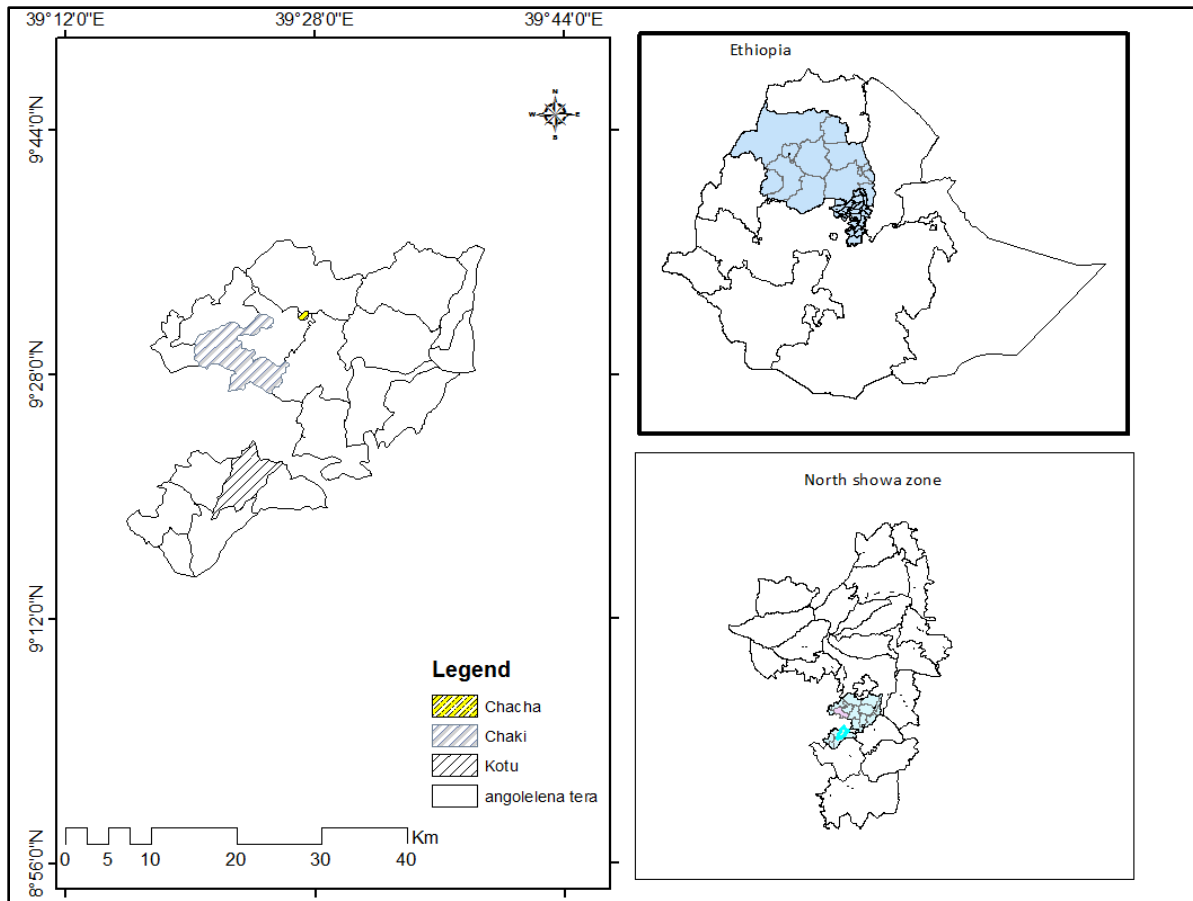 39°12'0"E 39°28'0"E 39°44'0"E
9°44'0"N
9°28'0"N
9°12'0"N
8°56'0"N
N
W E
S
Legend
Chacha
Chaki
Kotu
angolelena tera
Km
0 5 10 20 30 40
Ethiopia
North showa zone